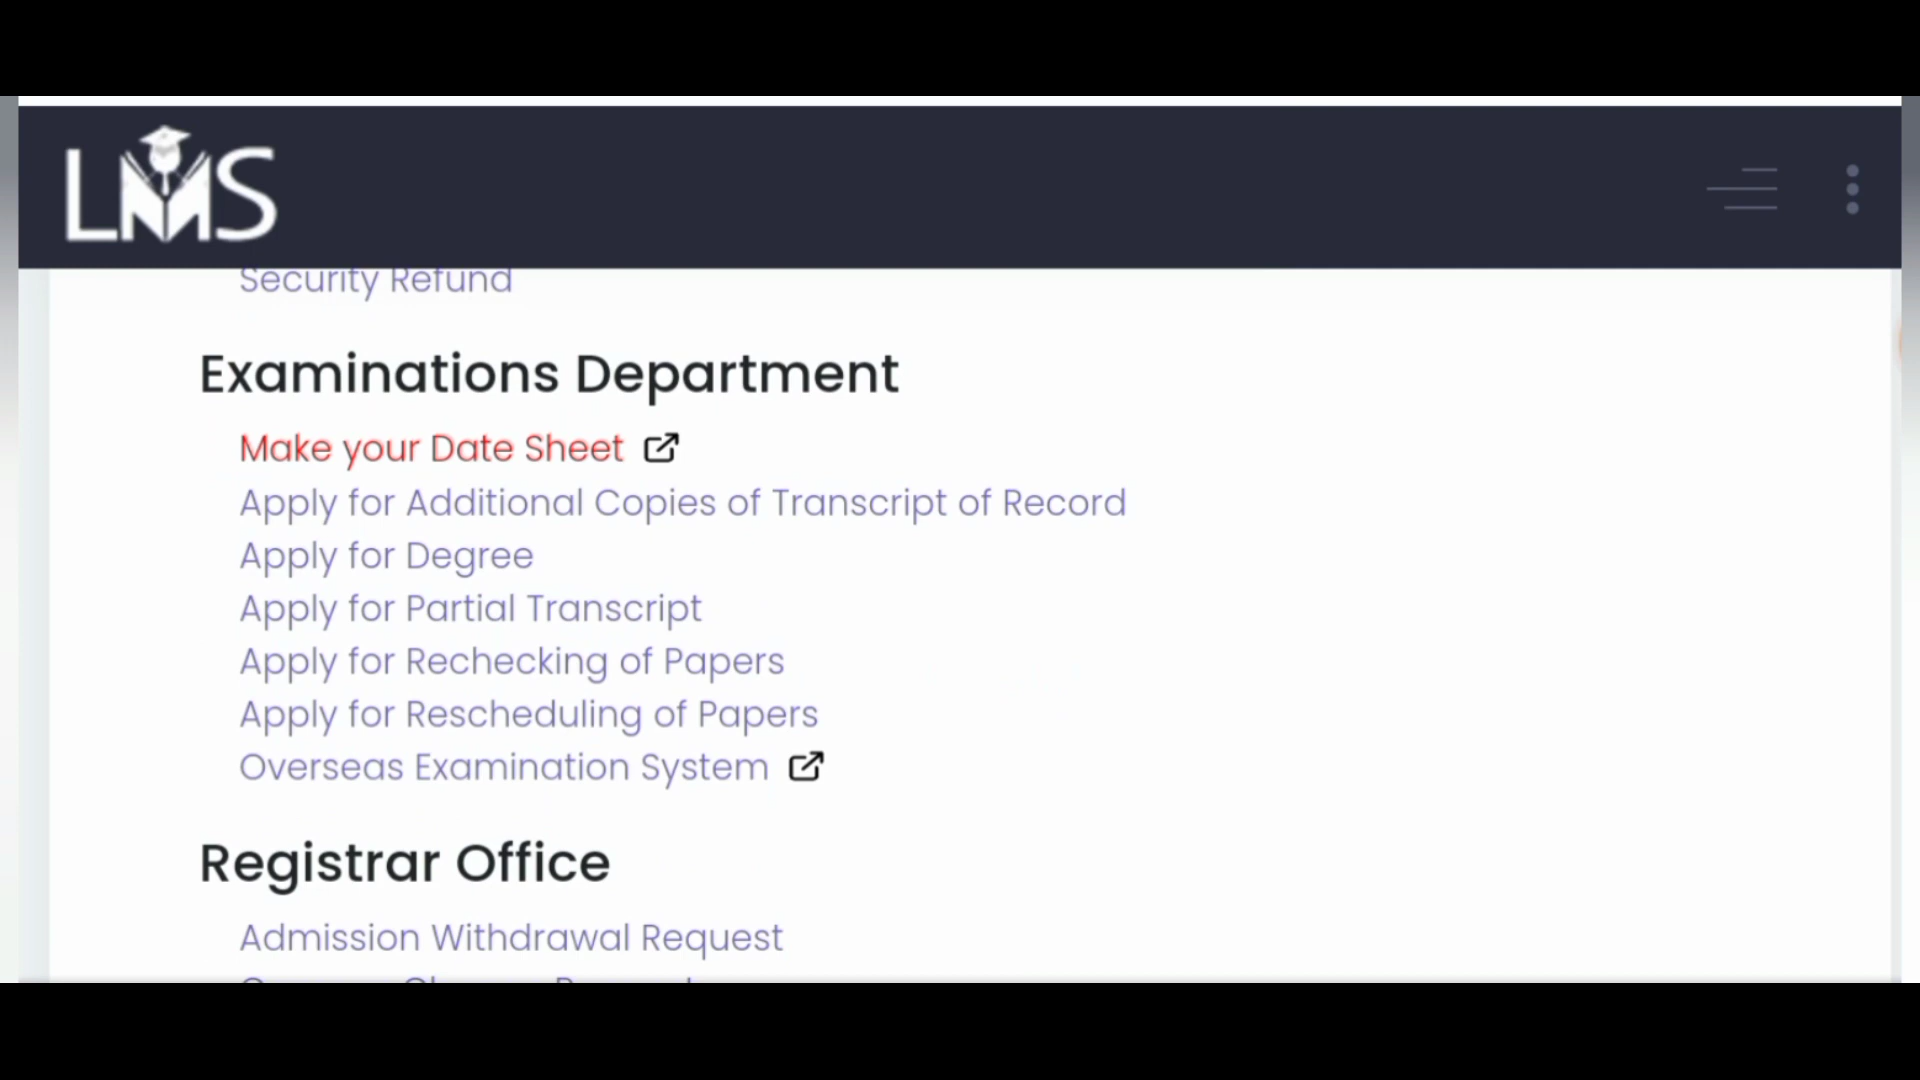 LMS
Security Refund
Examinations Department
Make your Date Sheet
Apply for Additional Copies of Transcript of Record
Apply for Degree
Apply for Partial Transcript
Apply for Rechecking of Papers
Apply for Rescheduling of Papers
Overseas Examination System
Registrar Office
Admission Withdrawal Request